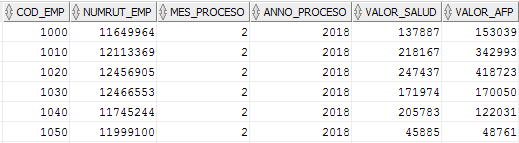 COD_EMP NUMRUT_EMP MES_PROCESO ANNO_PROCESO VALOR_SALUD VALOR_AFP
1000 11649964 2 2018 137887 153039
1010 12113369 2 2018 218167 342993
1020 12456905 2 2018 247437 418723
1030 12466553 2 2018 171974 170050
1040 11745244 2 2018 205783 122031
1050 11999100 2 2018 45885 48761